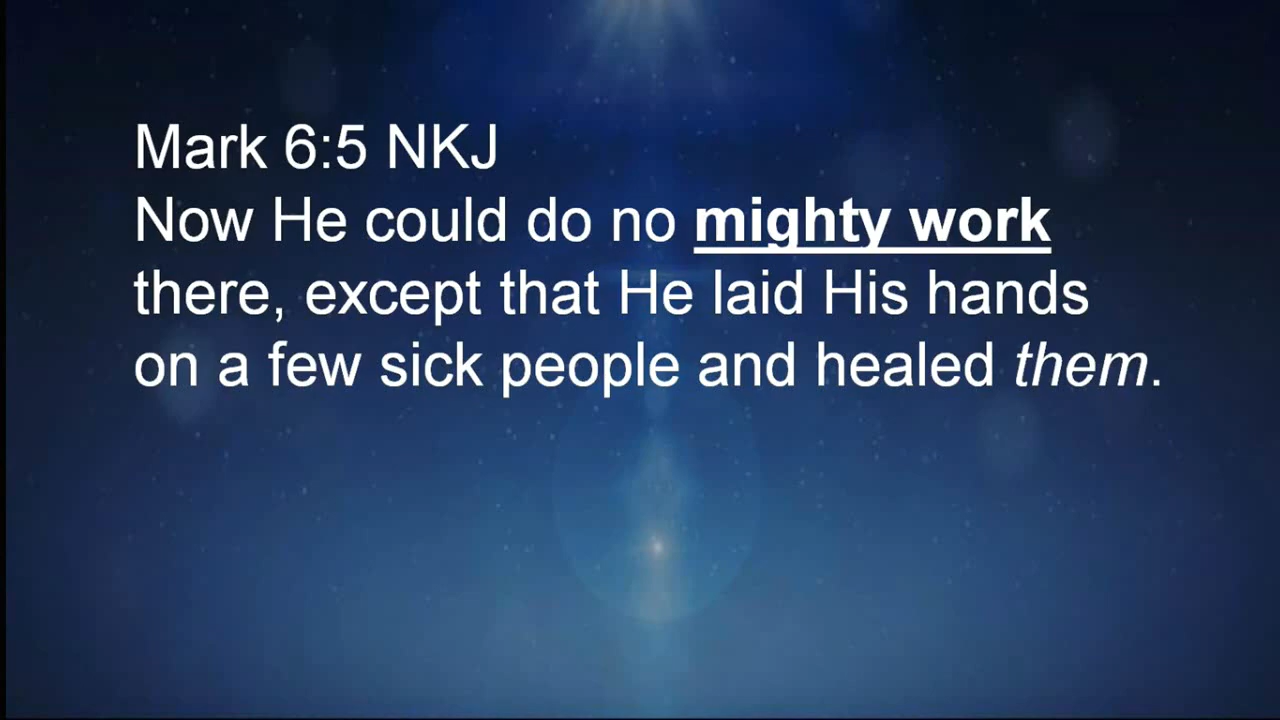 Mark 6:5 NKJ
Now He could do no mighty work
there, except that He laid His hands
on a few sick people and healed them.